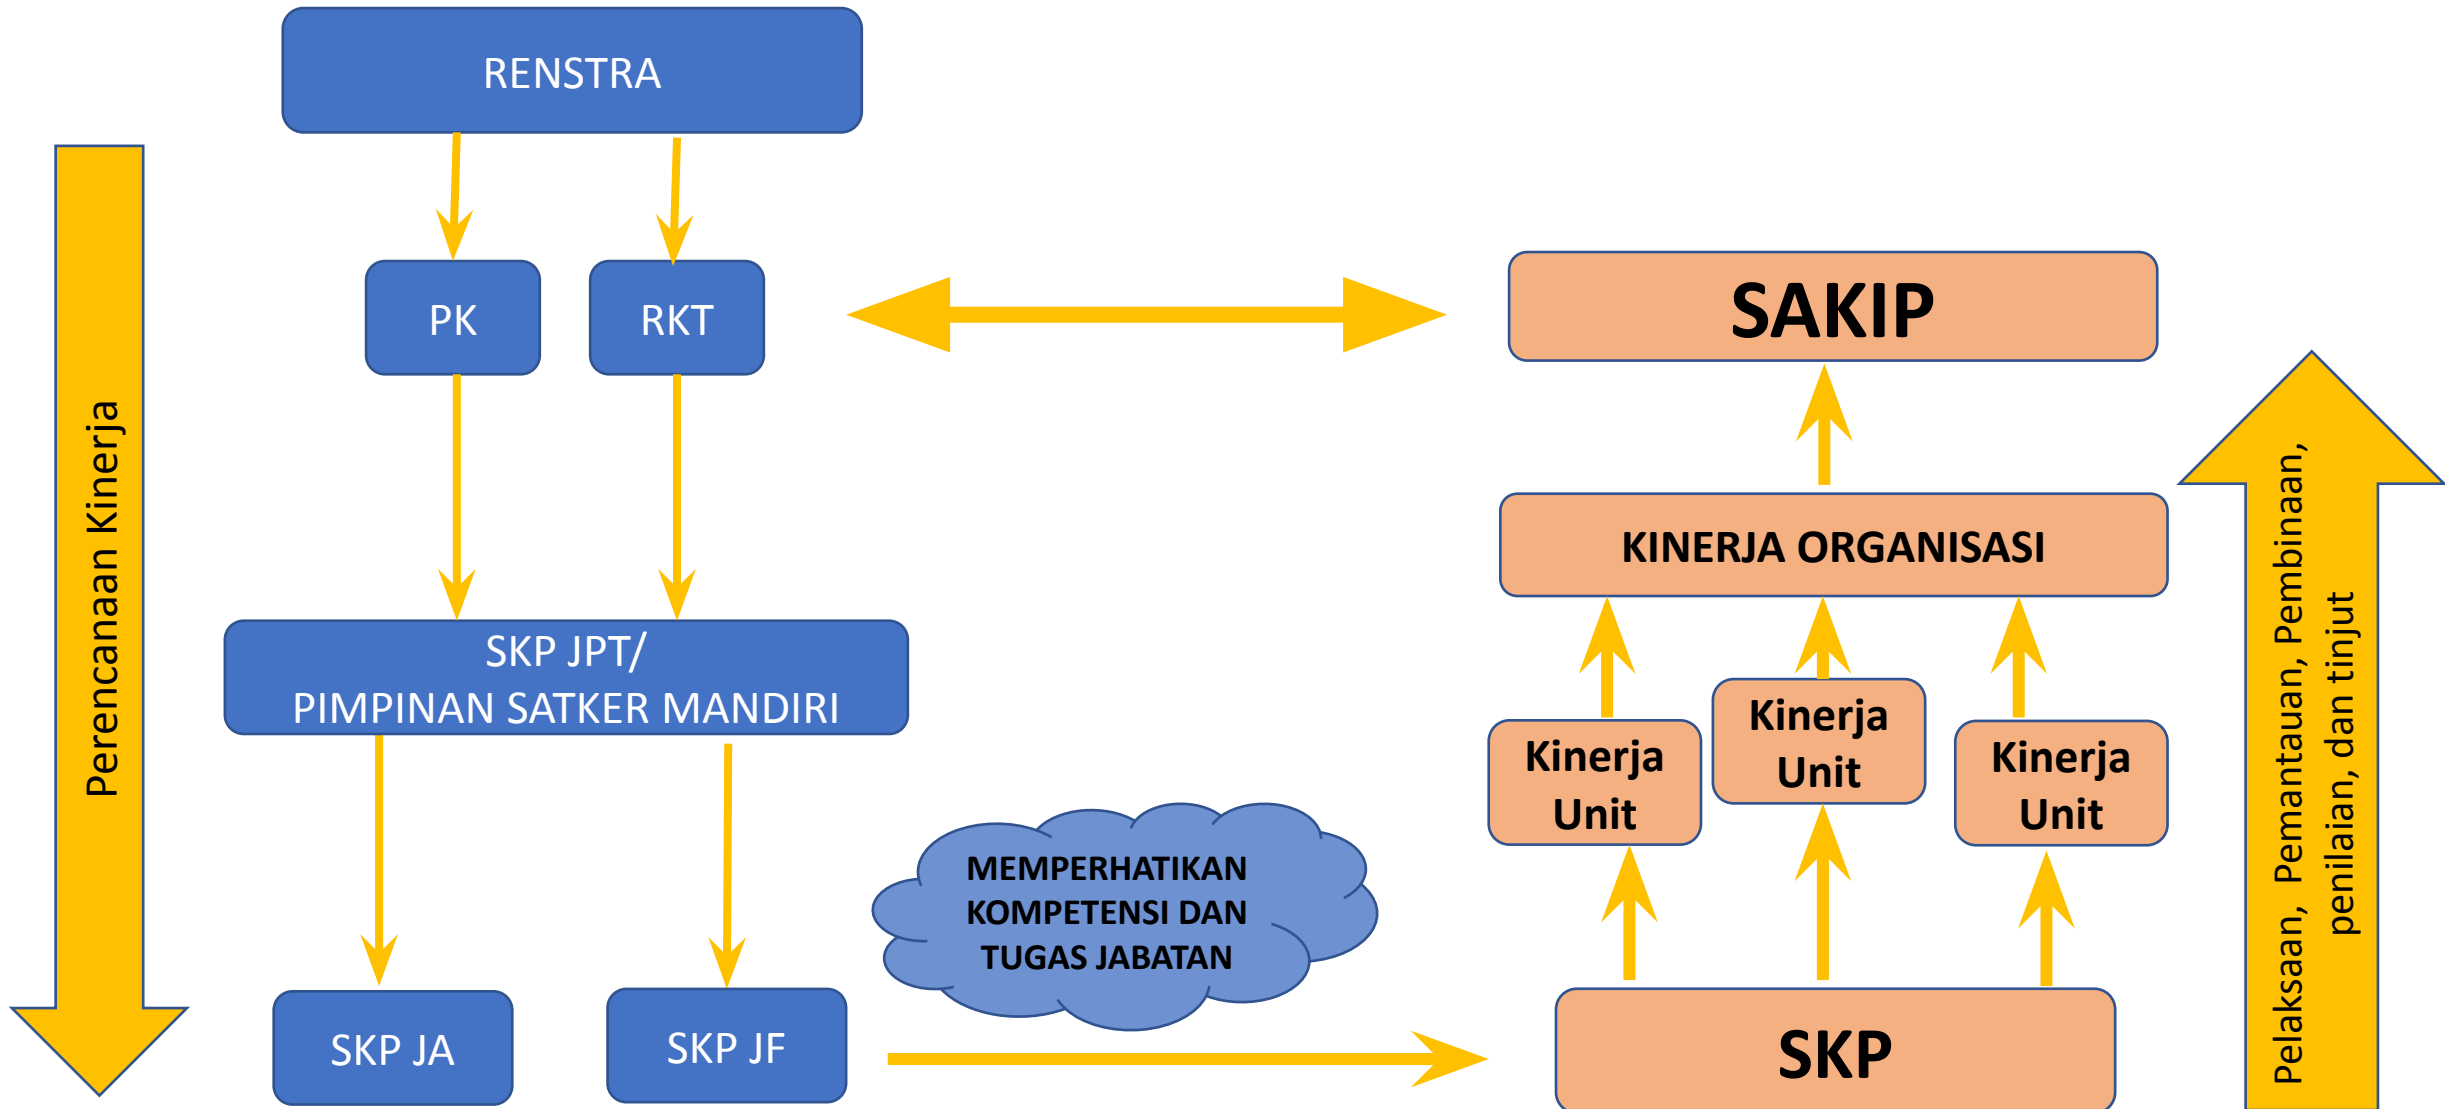 RENSTRA
Perencanaan Kinerja
PK
RKT
SKP JPT/
PIMPINAN SATKER MANDIRI
SKP JA
SKP JF
MEMPERHATIKAN
KOMPETENSI DAN
TUGAS JABATAN
SAKIP
KINERJA ORGANISASI
Kinerja
Unit
Kinerja
Unit
Kinerja
Unit
SKP
Pelaksaan, Pemantauan, Pembinaan,
penilaian, dan tinjut